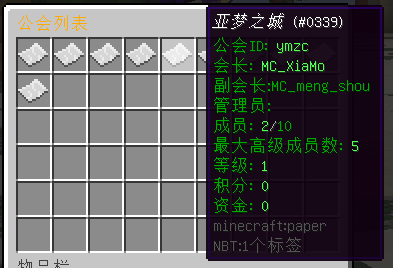 公会列表
亚梦之城 (#0339)
公会ID: ymzc
会长: MC_XiaMo
副会长:MC_meng_shou
管理员:
成员: 2/10
最大高级成员数: 5
等级: 1
积分: 0
资金: 0
minecraft:paper
NBT:1个标签
物品栏